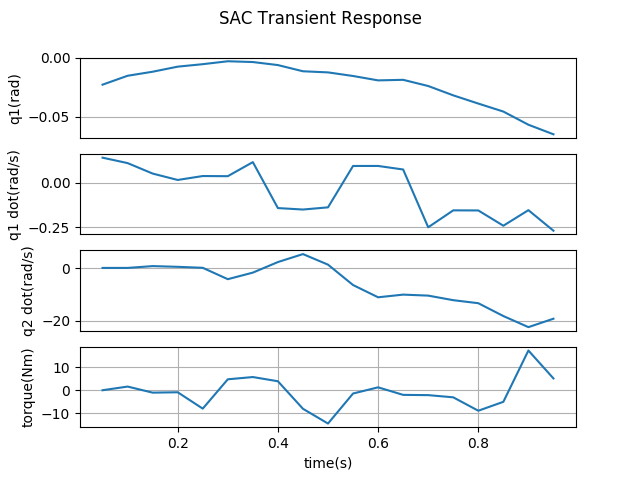 SAC Transient Response
q1(rad)
0.00
−0.05
q1 dot(rad/s)
0.00
−0.25
q2 dot(rad/s)
0
−20
torque(Nm)
10
0
−10
0.2 0.4 0.6 0.8
time(s)